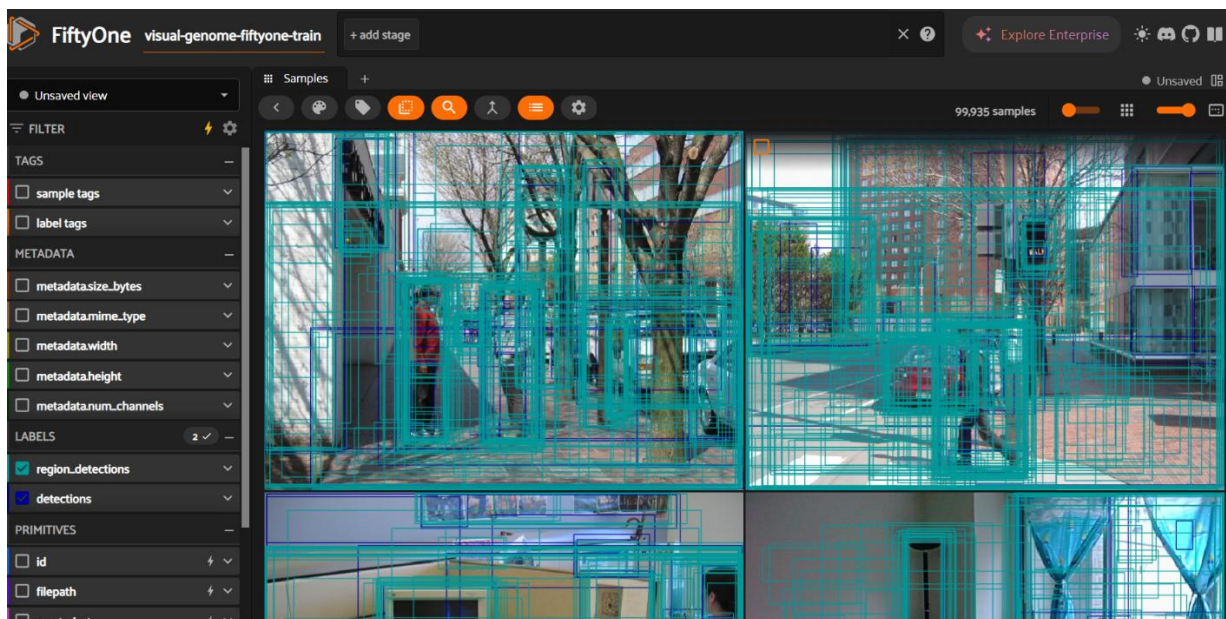 FiftyOne visual-genome-fiftyone-train + add stage Explore Enterprise
Samples +
Unsaved
Unsaved view
99,935 samples
FILTER
TAGS
sample tags
label tags
METADATA
metadata.size_bytes
metadata.mime_type
metadata.width
metadata.height
metadata.num_channels
LABELS 2
region_detections
detections
PRIMITIVES
id
filepath